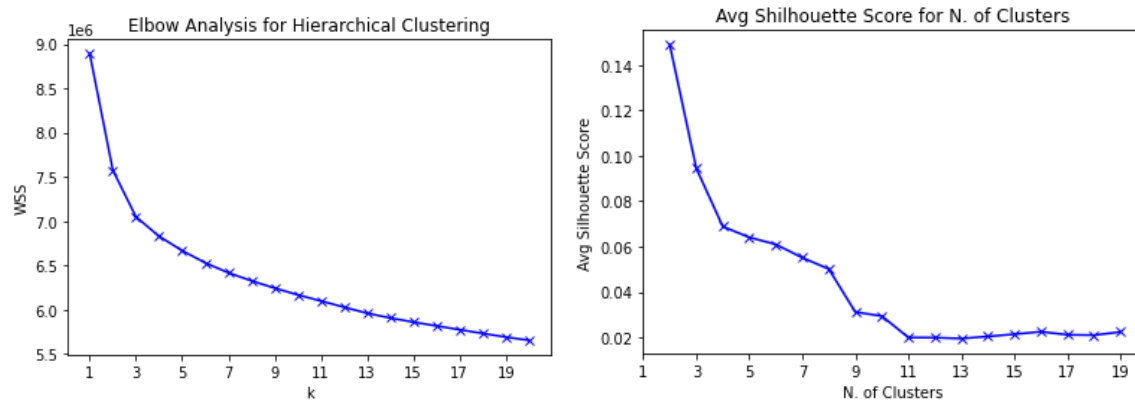 Elbow Analysis for Hierarchical Clustering
1e6
9.0
8.5
8.0
7.5
7.0
6.5
6.0
5.5
WSS
1 3 5 7 9 11 13 15 17 19
k
Avg Shilhouette Score for N. of Clusters
0.14
0.12
0.10
0.08
0.06
0.04
0.02
Avg Silhouette Score
1 3 5 7 9 11 13 15 17 19
N. of Clusters